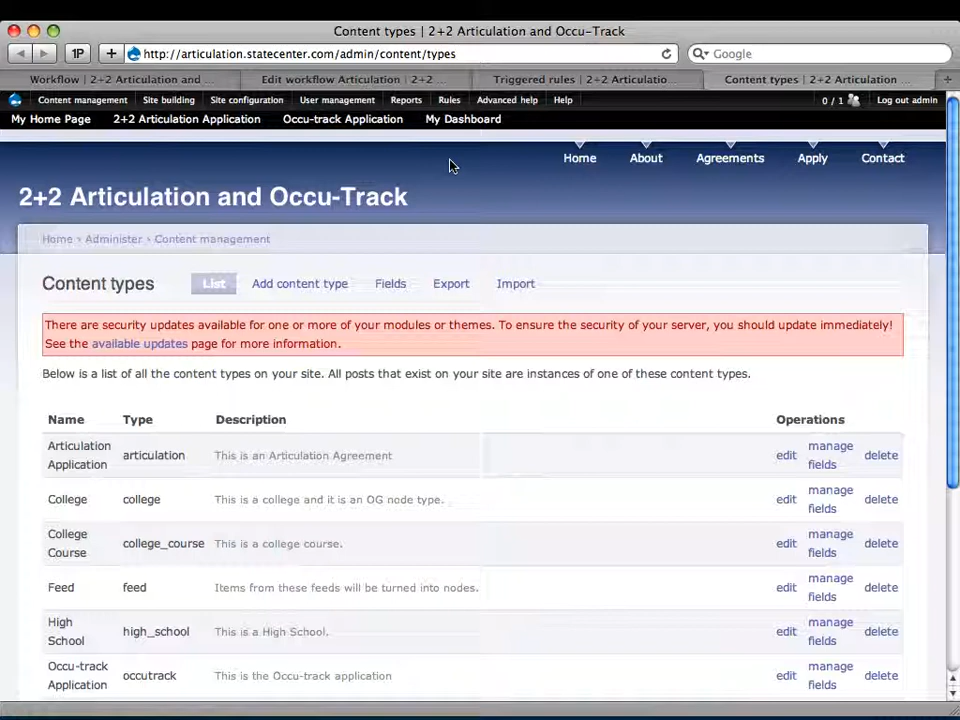 Content types | 2+2 Articulation and Occu-Track
1P + http://articulation.statecenter.com/admin/content/types Google
Workflow | 2+2 Articulation and ... Edit workflow Articulation | 2+2 ... Triggered rules | 2+2 Articulatio... Content types | 2+2 Articulation ... +
Content management Site building Site configuration User management Reports Rules Advanced help Help 0 / 1 Log out admin
My Home Page 2+2 Articulation Application Occu-track Application My Dashboard
Home About Agreements Apply Contact
2+2 Articulation and Occu-Track
Home › Administer › Content management
Content types List Add content type Fields Export Import
There are security updates available for one or more of your modules or themes. To ensure the security of your server, you should update immediately!
See the available updates page for more information.
Below is a list of all the content types on your site. All posts that exist on your site are instances of one of these content types.
Name Type Description Operations
Articulation Application articulation This is an Articulation Agreement edit manage fields delete
College college This is a college and it is an OG node type. edit manage fields delete
College Course college_course This is a college course. edit manage fields delete
Feed feed Items from these feeds will be turned into nodes. edit manage fields delete
High School high_school This is a High School. edit manage fields delete
Occu-track Application occutrack This is the Occu-track application edit manage fields delete